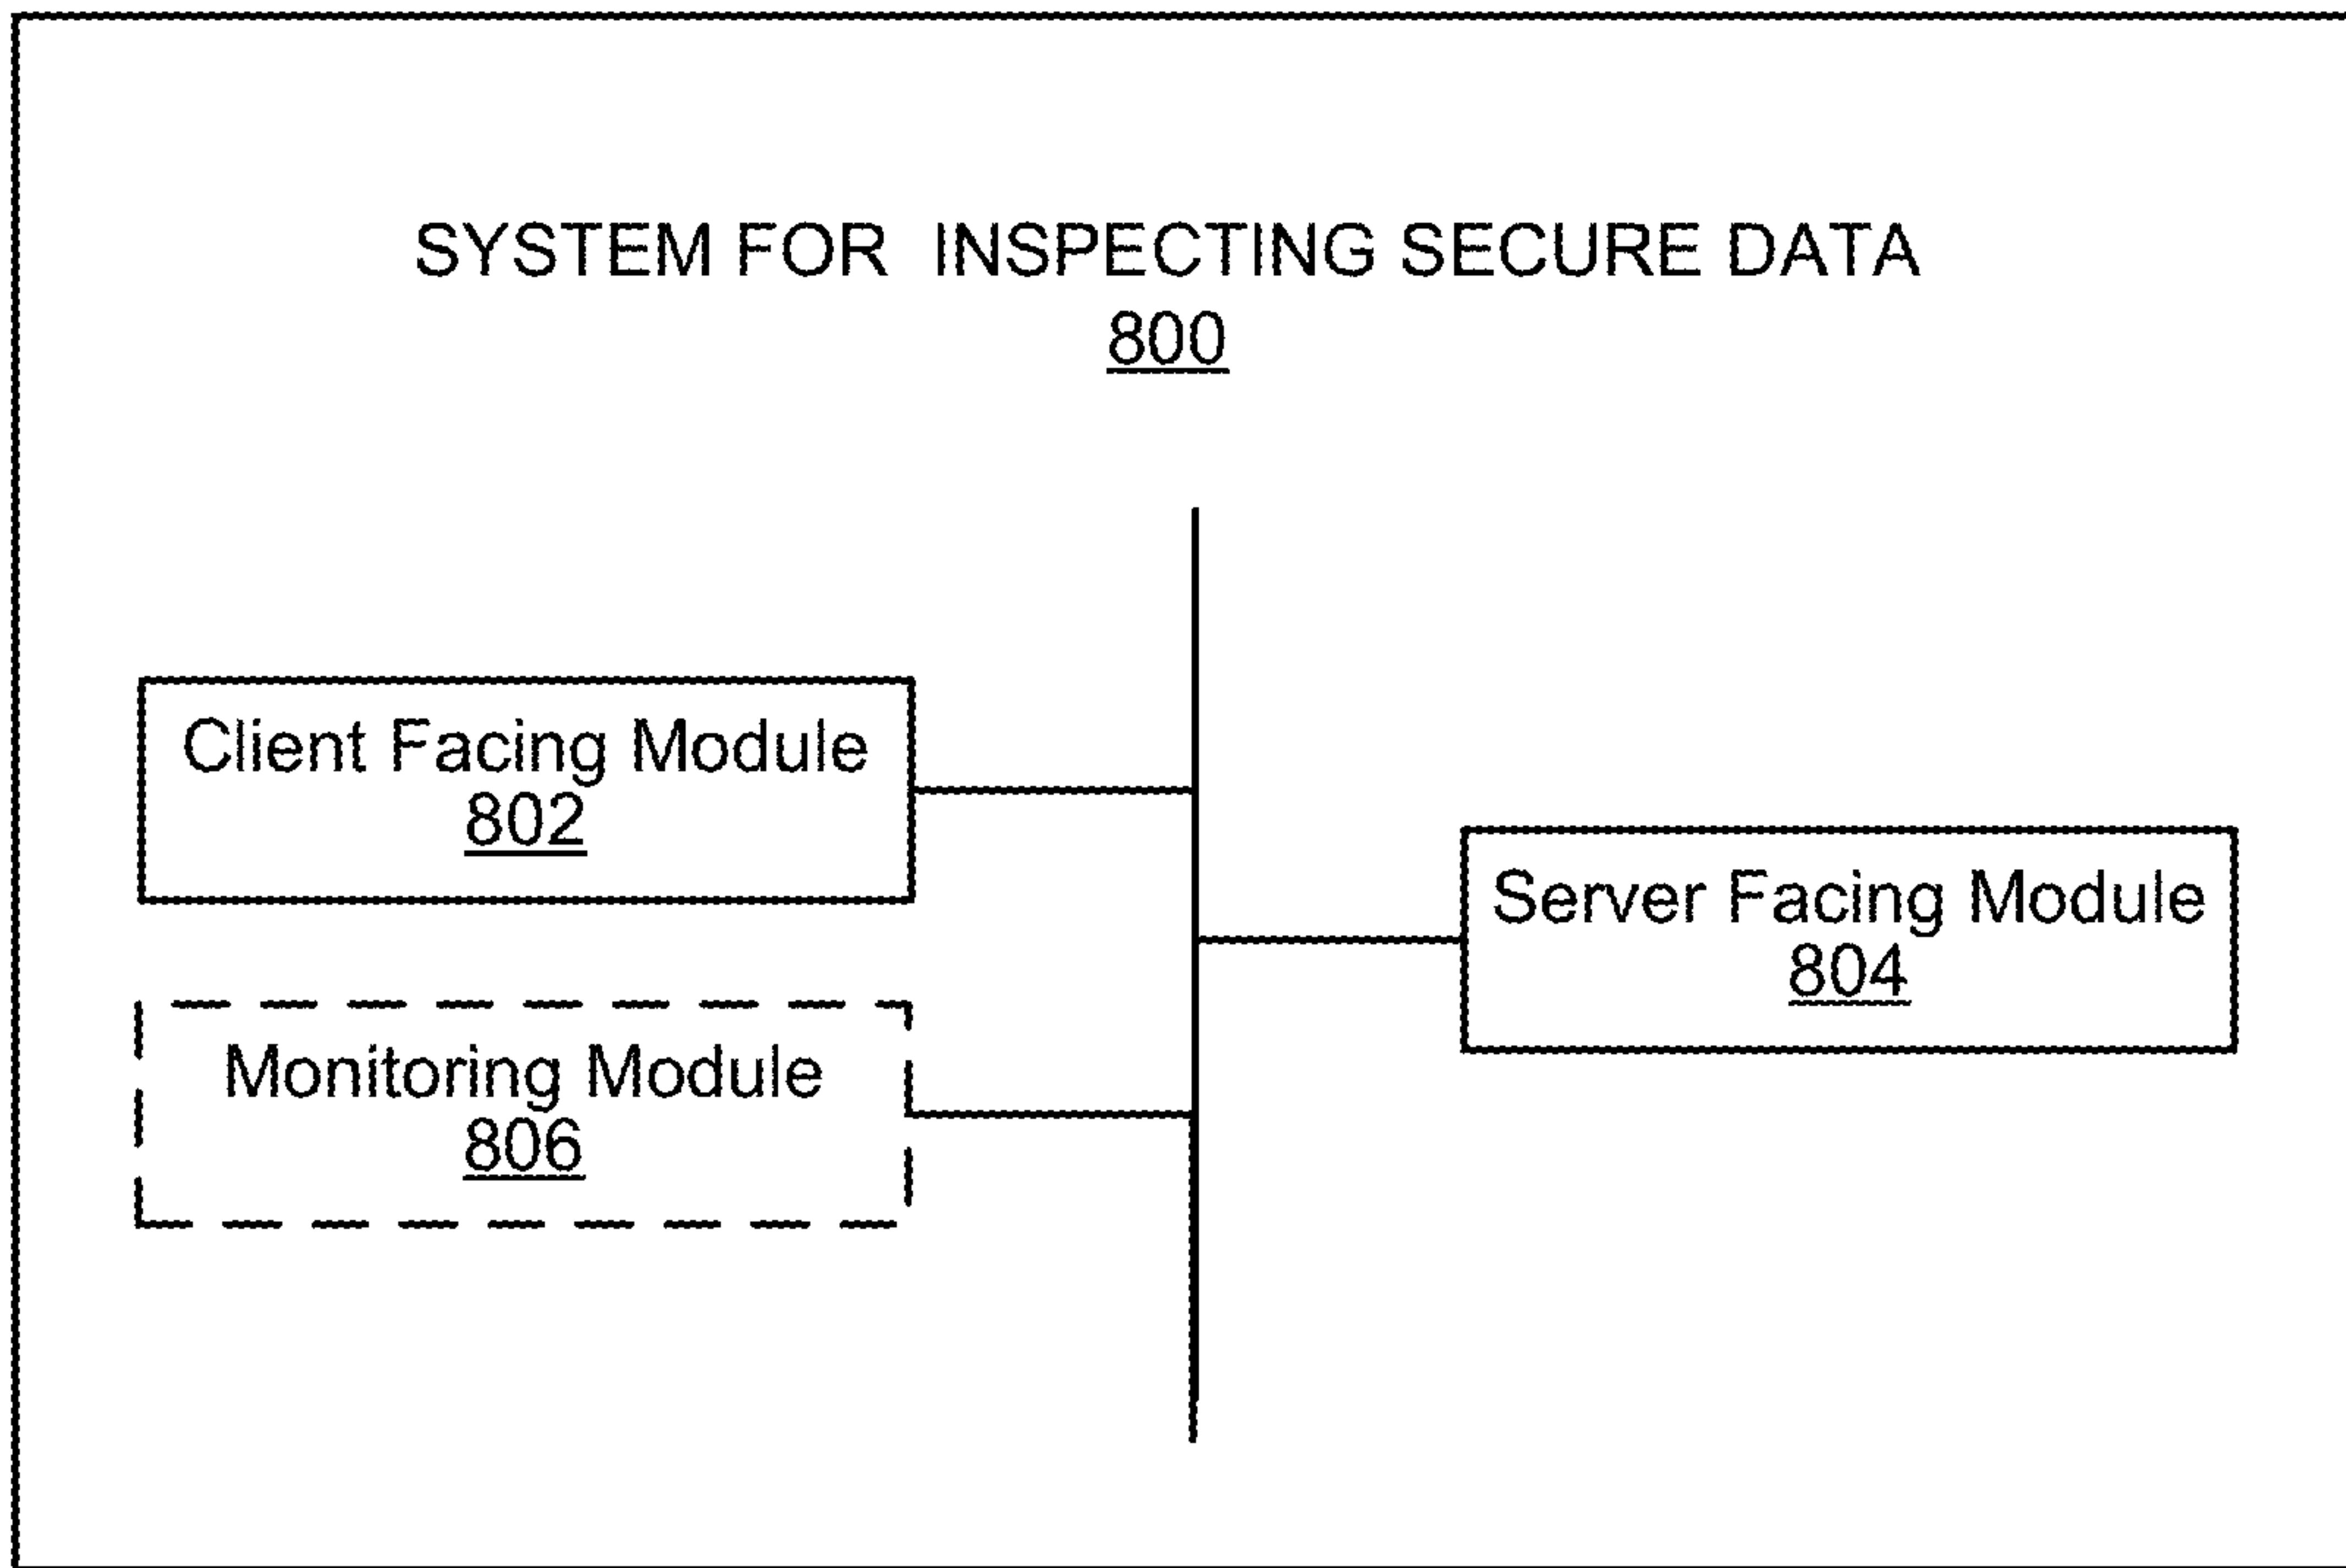 SYSTEM FOR INSPECTING SECURE DATA
800
Client Facing Module
802
Server Facing Module
804
Monitoring Module
806